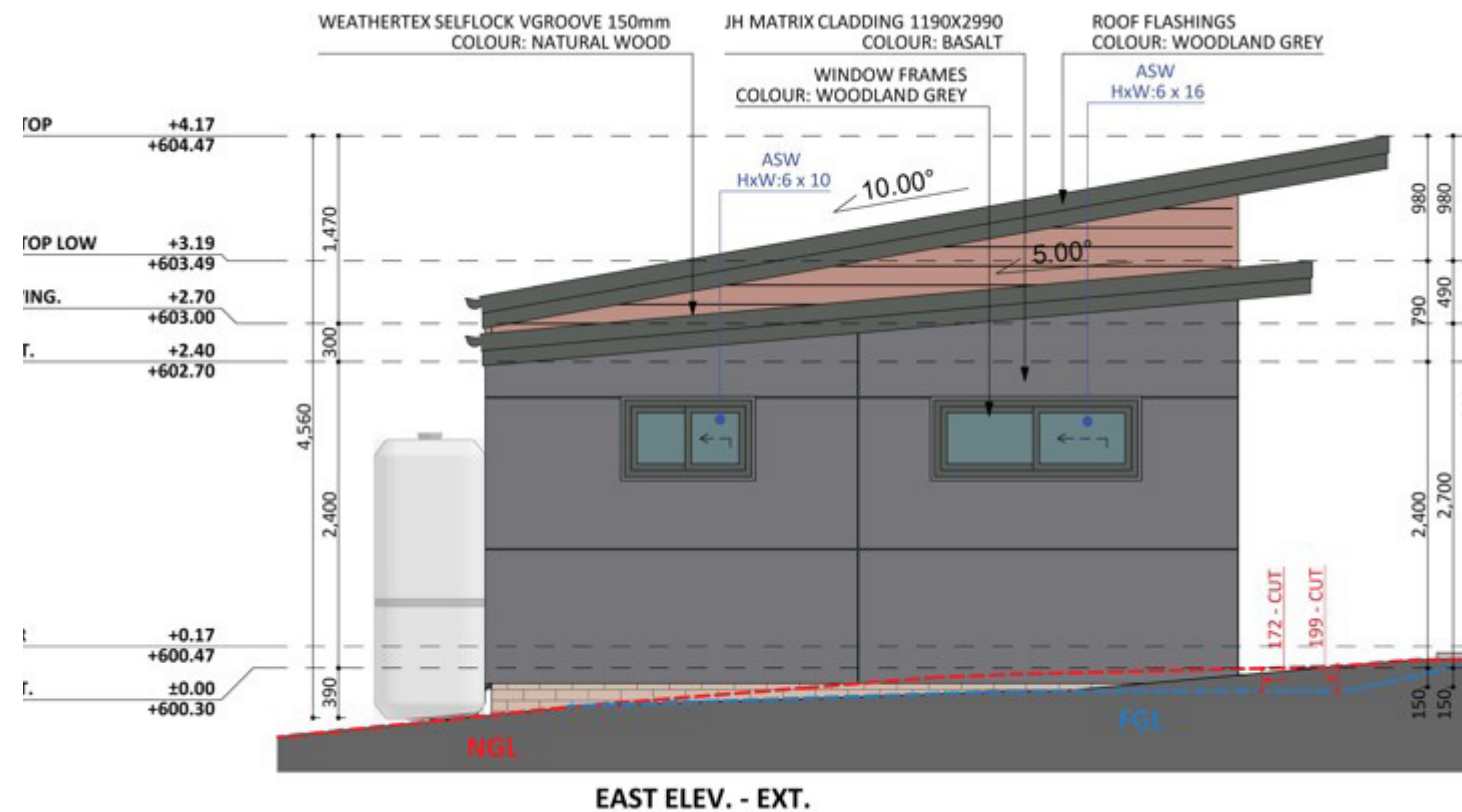 WEATHERTEX SELFLOCK VGROOVE 150mm
COLOUR: NATURAL WOOD
JH MATRIX CLADDING 1190X2990
COLOUR: BASALT
ROOF FLASHINGS
COLOUR: WOODLAND GREY
WINDOW FRAMES
COLOUR: WOODLAND GREY
ASW
HxW:6 x 16
ASW
HxW:6 x 10
10.00°
5.00°
TOP +4.17
+604.47
TOP LOW +3.19
+603.49
ING. +2.70
+603.00
T. +2.40
+602.70
+0.17
+600.47
T. ±0.00
+600.30
4,560
1,470
300
2,400
390
980
980
790
490
2,400
2,700
150
150
172 - CUT
199 - CUT
NGL
FGL
EAST ELEV. - EXT.